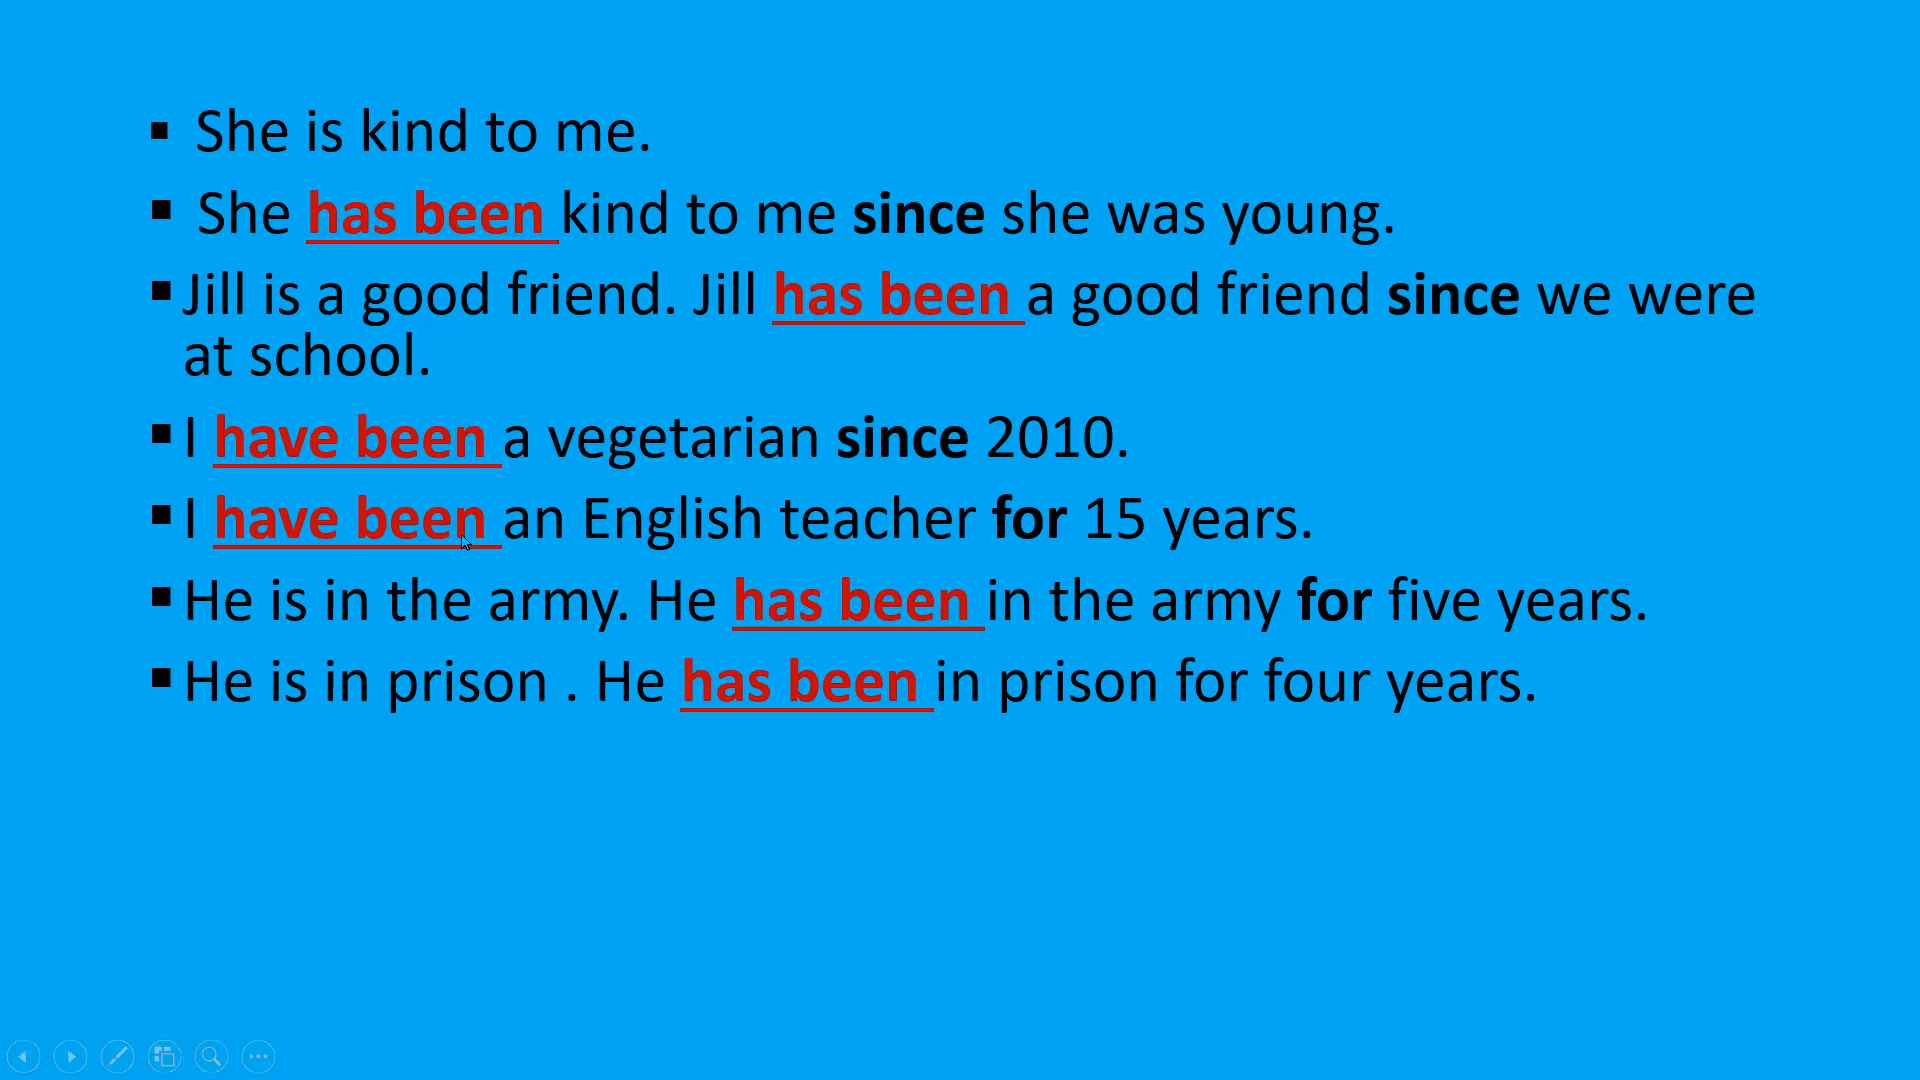 ▪ She is kind to me.
▪ She has been kind to me since she was young.
▪ Jill is a good friend. Jill has been a good friend since we were
at school.
▪ I have been a vegetarian since 2010.
▪ I have been an English teacher for 15 years.
▪ He is in the army. He has been in the army for five years.
▪ He is in prison . He has been in prison for four years.